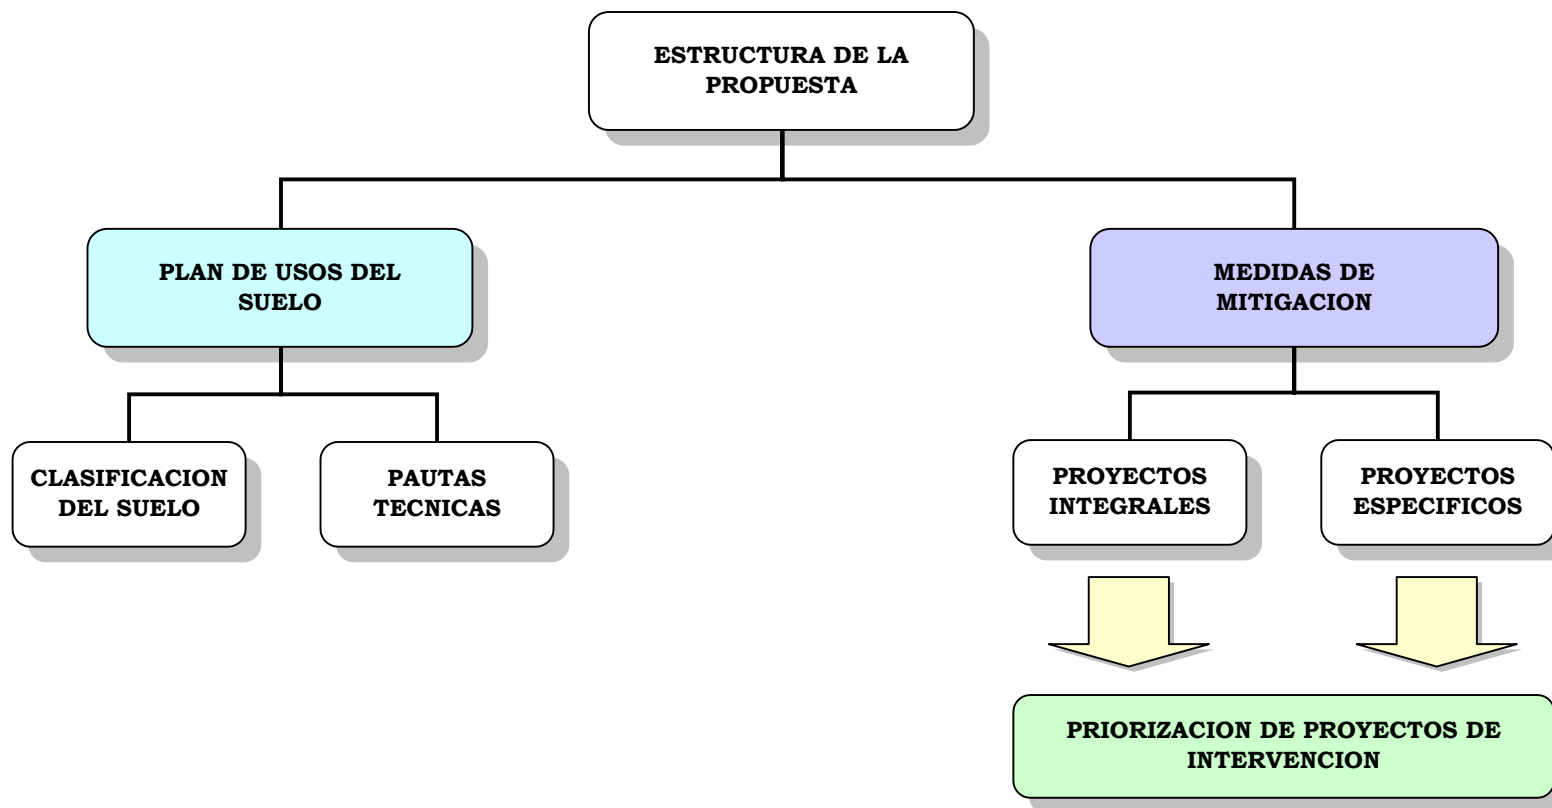 ESTRUCTURA DE LA
PROPUESTA
PLAN DE USOS DEL
SUELO
MEDIDAS DE
MITIGACION
CLASIFICACION
DEL SUELO
PAUTAS
TECNICAS
PROYECTOS
INTEGRALES
PROYECTOS
ESPECIFICOS
PRIORIZACION DE PROYECTOS DE
INTERVENCION